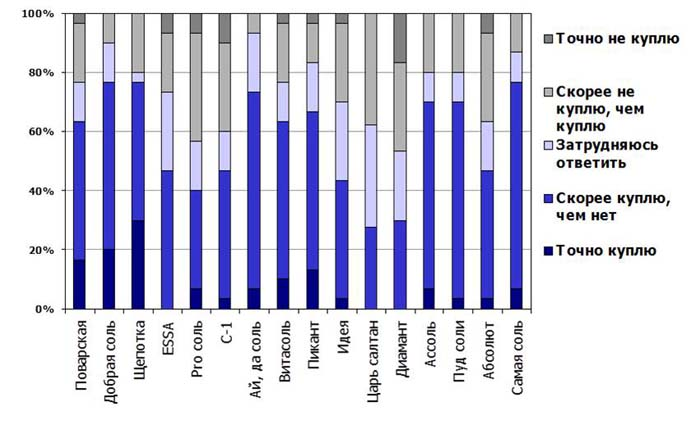 100%
80%
60%
40%
20%
0%
Точно не куплю
Скорее не
куплю, чем
куплю
Затрудняюсь
ответить
Скорее куплю,
чем нет
Точно куплю
Поварская
Добрая соль
Щепотка
ESSA
Pro соль
С-1
Ай, да соль
Витасоль
Пикант
Идея
Царь салтан
Диамант
Ассоль
Пуд соли
Абсолют
Самая соль